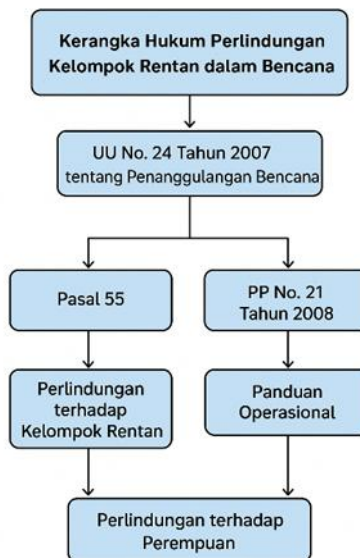 Kerangka Hukum Perlindungan
Kelompok Rentan dalam Bencana
UU No. 24 Tahun 2007
tentang Penanggulangan Bencana
Pasal 55
PP No. 21
Tahun 2008
Perlindungan
terhadap
Kelompok Rentan
Panduan
Operasional
Perlindungan terhadap
Perempuan